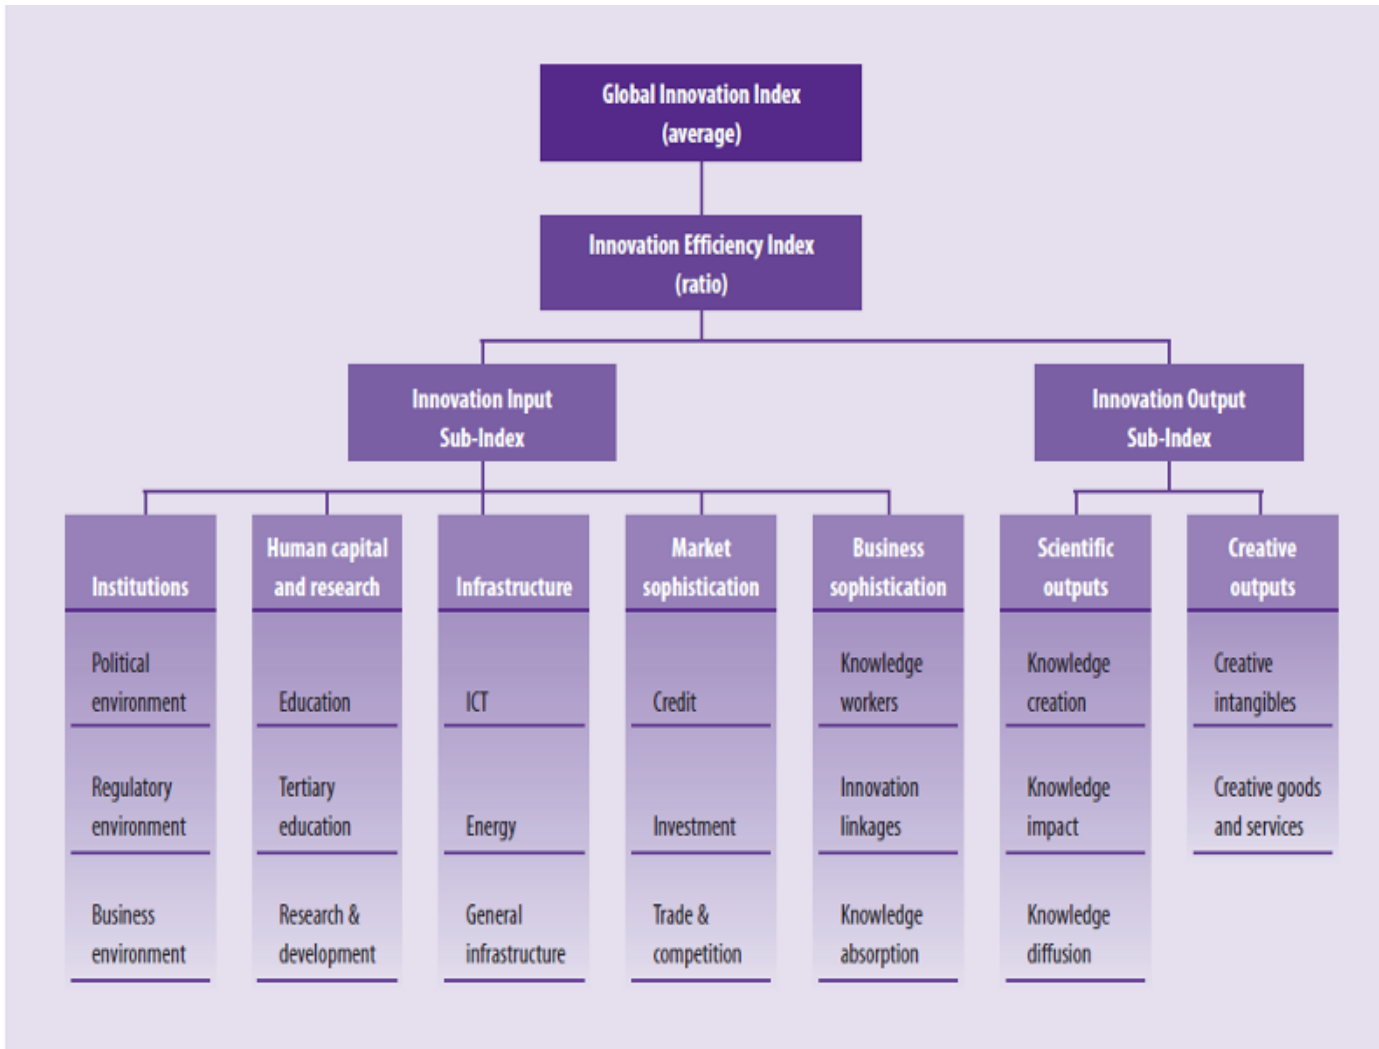 Global Innovation Index
(average)
Innovation Efficiency Index
(ratio)
Innovation Input
Sub-Index
Innovation Output
Sub-Index
Institutions
Human capital
and research
Infrastructure
Market
sophistication
Business
sophistication
Scientific
outputs
Creative
outputs
Political
environment
Regulatory
environment
Business
environment
Education
Tertiary
education
Research &
development
ICT
Energy
General
infrastructure
Credit
Investment
Trade &
competition
Knowledge
workers
Innovation
linkages
Knowledge
absorption
Knowledge
creation
Knowledge
impact
Knowledge
diffusion
Creative
intangibles
Creative goods
and services